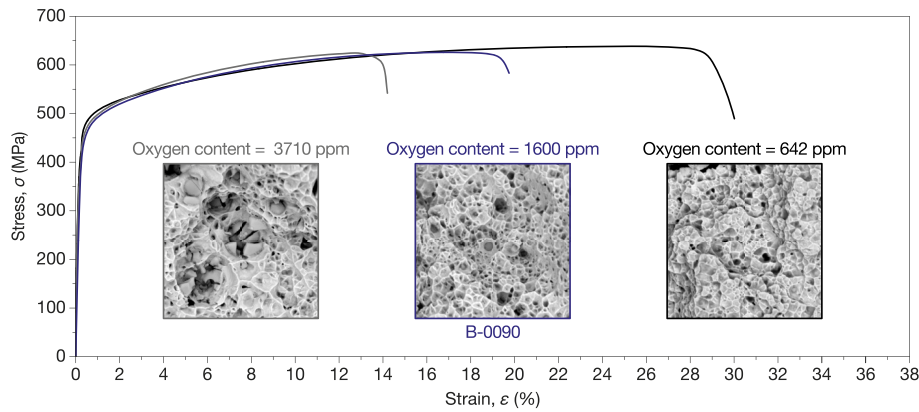 700
600
500
400
300
200
100
0
Stress, σ (MPa)
Oxygen content = 3710 ppm
Oxygen content = 1600 ppm
Oxygen content = 642 ppm
B-0090
0 2 4 6 8 10 12 14 16 18 20 22 24 26 28 30 32 34 36 38
Strain, ε (%)